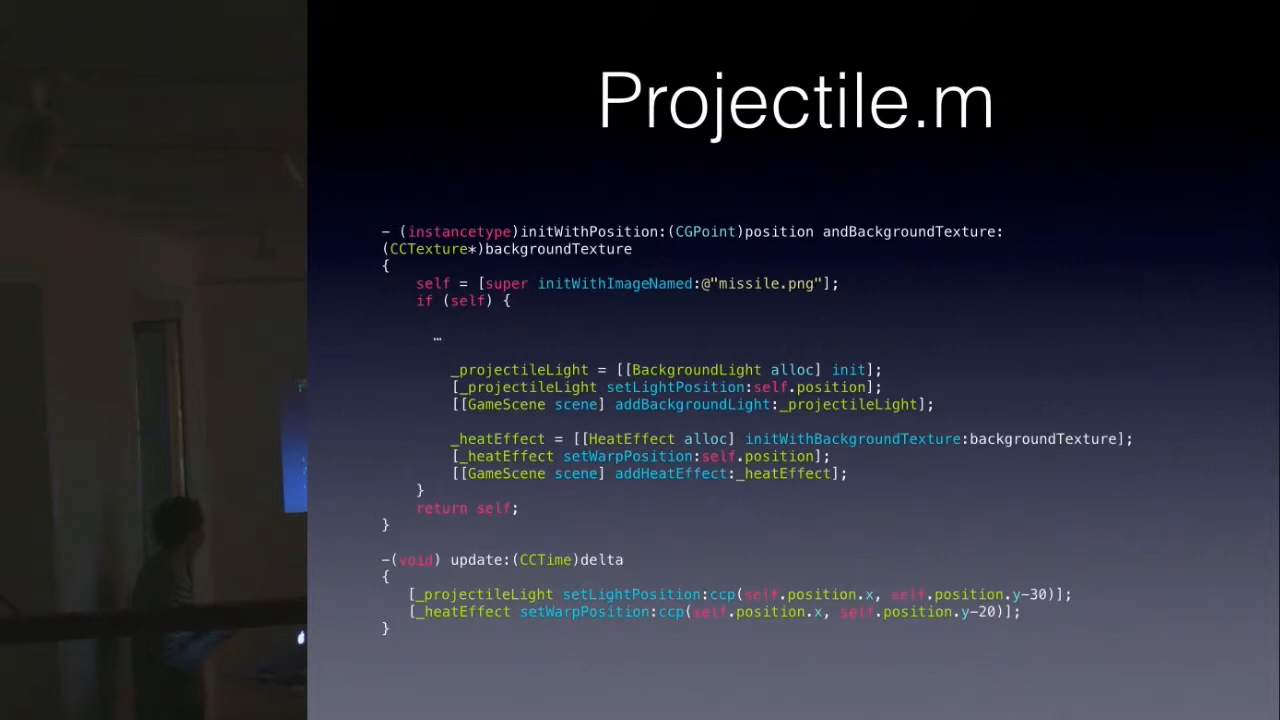 Projectile.m
- (instancetype)initWithPosition:(CGPoint)position andBackgroundTexture:
(CCTexture*)backgroundTexture
{
self = [super initWithImageNamed:@"missile.png"];
if (self) {
…
_projectileLight = [[BackgroundLight alloc] init];
[_projectileLight setLightPosition:self.position];
[[GameScene scene] addBackgroundLight:_projectileLight];
_heatEffect = [[HeatEffect alloc] initWithBackgroundTexture:backgroundTexture];
[_heatEffect setWarpPosition:self.position];
[[GameScene scene] addHeatEffect:_heatEffect];
}
return self;
}
-(void) update:(CCTime)delta
{
[_projectileLight setLightPosition:ccp(self.position.x, self.position.y-30)];
[_heatEffect setWarpPosition:ccp(self.position.x, self.position.y-20)];
}